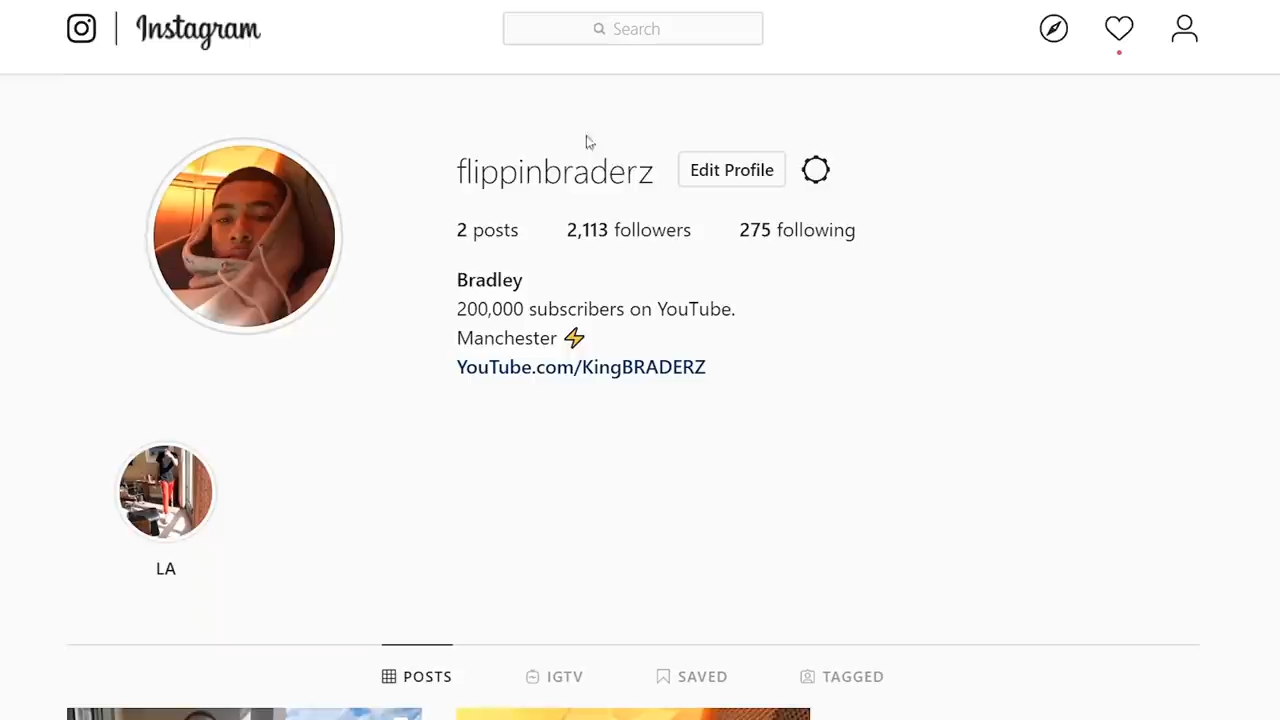 Instagram
Search
flippinbraderz
Edit Profile
2 posts
2,113 followers
275 following
Bradley
200,000 subscribers on YouTube.
Manchester ⚡
YouTube.com/KingBRADERZ
LA
POSTS
IGTV
SAVED
TAGGED